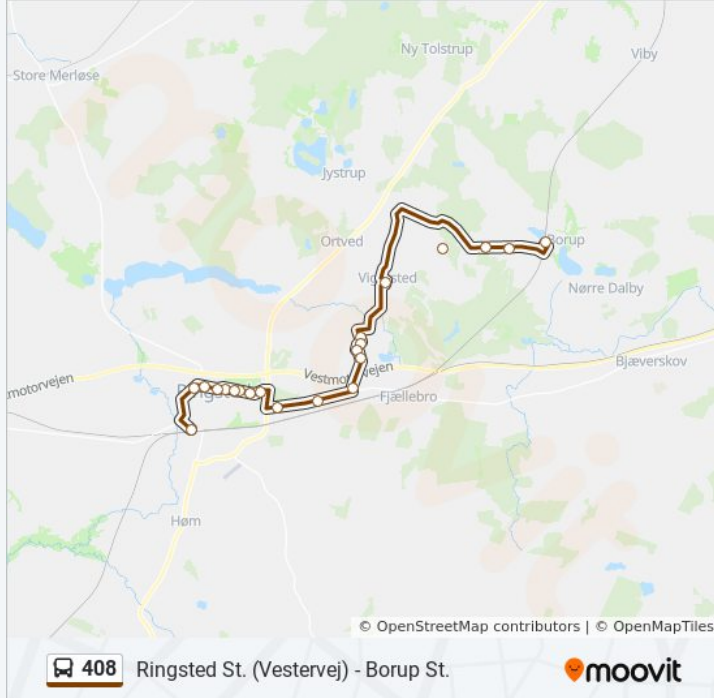 Ny Tolstrup
Viby
Store Merløse
Jystrup
Ortved
Borup
Nørre Dalby
Bjæverskov
motorvejen
Vestmotorvejen
Fjællebro
Høm
© OpenStreetMap contributors | © OpenMapTiles
408 Ringsted St. (Vestervej) - Borup St.
moovit